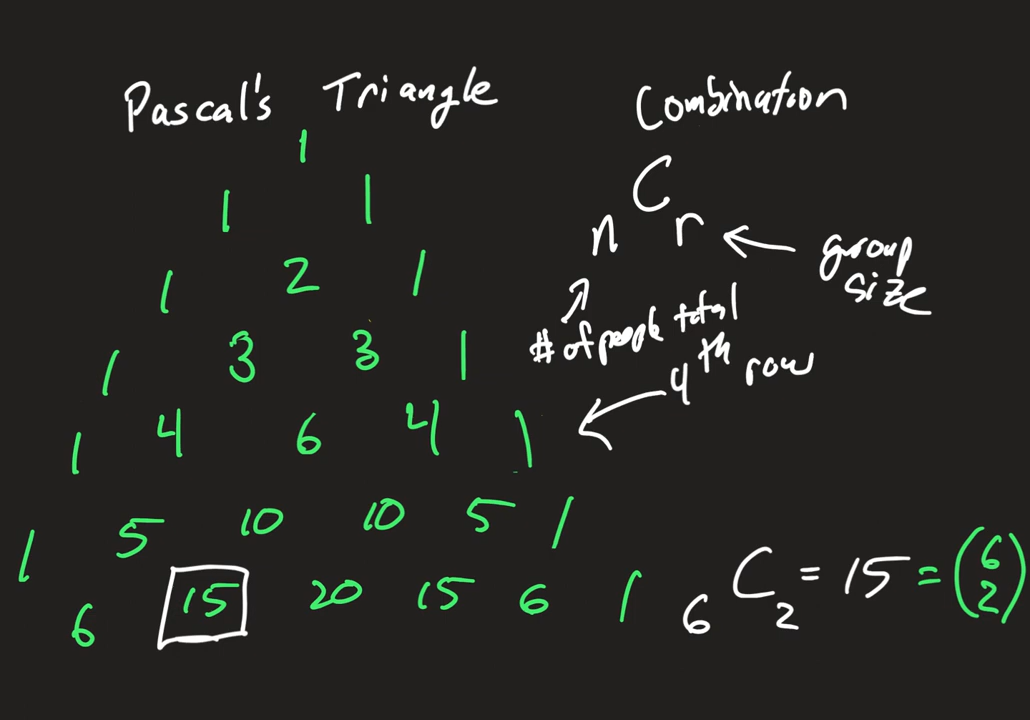 Pascal's Triangle
1
1 1
1 2 1
1 3 3 1
1 4 6 4 1
1 5 10 10 5 1
6 15 20 15 6 1
Combination
nCr
group
size
# of people total
4th row
6C2 = 15 = (6 2)